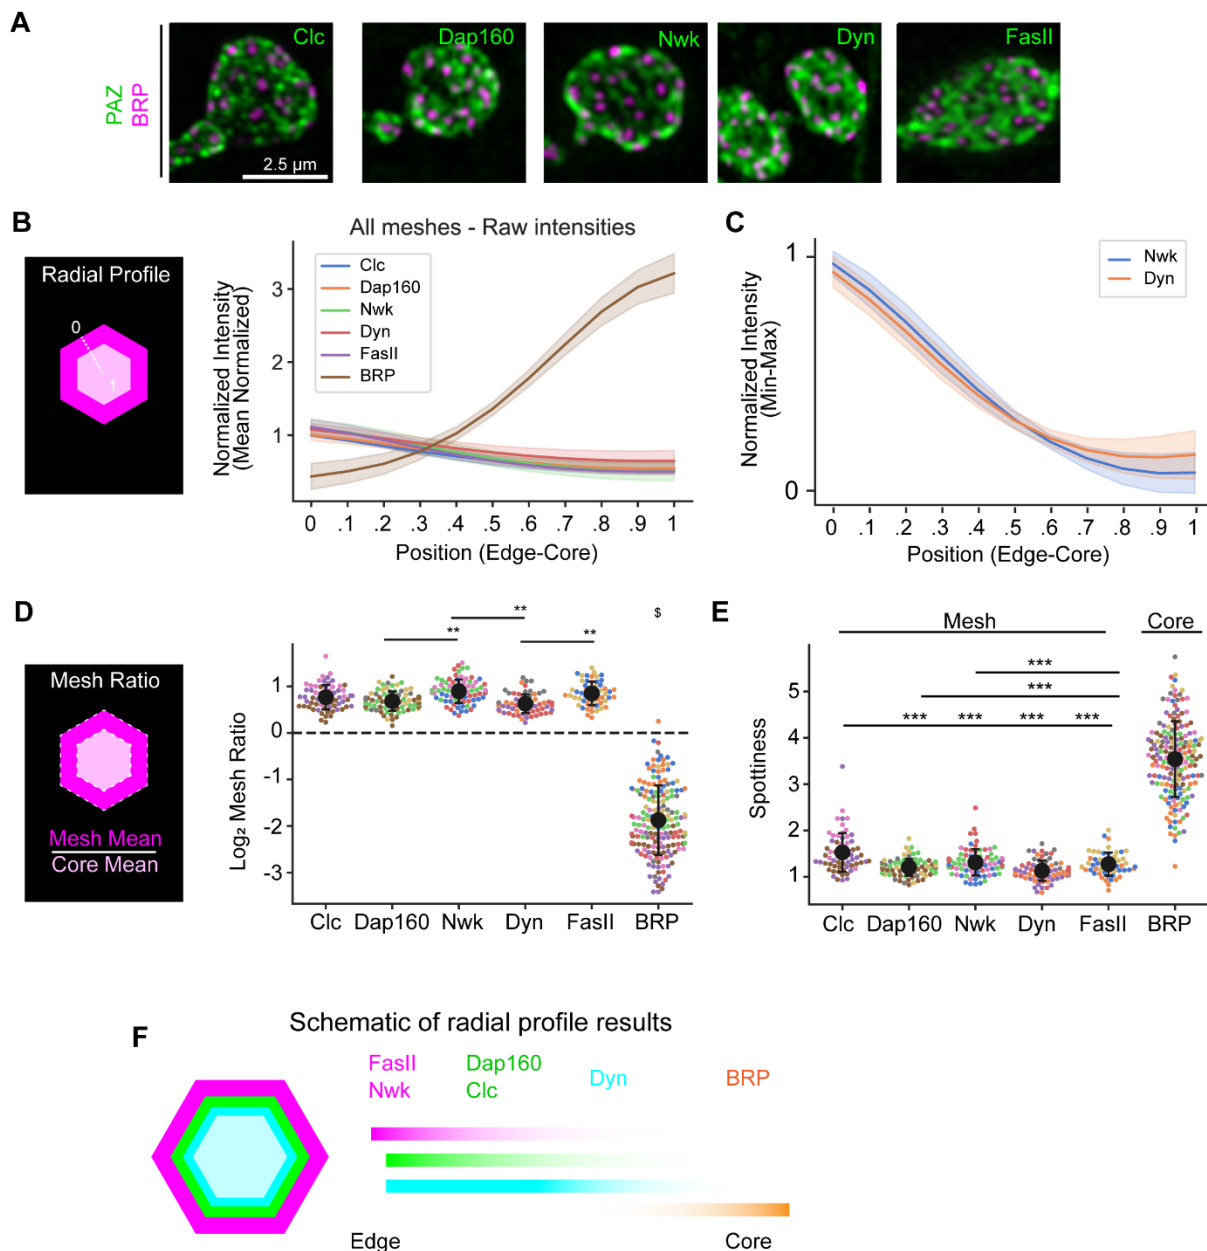 A
PAZ
BRP
Clc
Dap160
Nwk
Dyn
FasII
2.5 µm
B
Radial Profile
0
1
All meshes - Raw intensities
Normalized Intensity
(Mean Normalized)
3
2
1
Clc
Dap160
Nwk
Dyn
FasII
BRP
0 .1 .2 .3 .4 .5 .6 .7 .8 .9 1
Position (Edge-Core)
C
Normalized Intensity
(Min-Max)
1
0
Nwk
Dyn
0 .1 .2 .3 .4 .5 .6 .7 .8 .9 1
Position (Edge-Core)
D
Mesh Ratio
Mesh Mean
Core Mean
Log₂ Mesh Ratio
1
0
-1
-2
-3
**
**
**
$
Clc Dap160 Nwk Dyn FasII BRP
E
Mesh Core
***
***
*** *** *** ***
Spottiness
5
4
3
2
1
Clc Dap160 Nwk Dyn FasII BRP
F
Schematic of radial profile results
FasII
Nwk
Dap160
Clc
Dyn
BRP
Edge Core